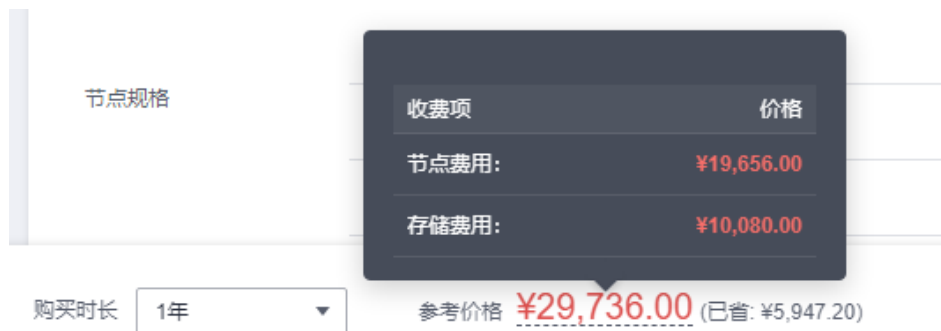 节点规格
收费项 价格
节点费用: ¥19,656.00
存储费用: ¥10,080.00
购买时长 1年 参考价格 ¥29,736.00 (已省: ¥5,947.20)